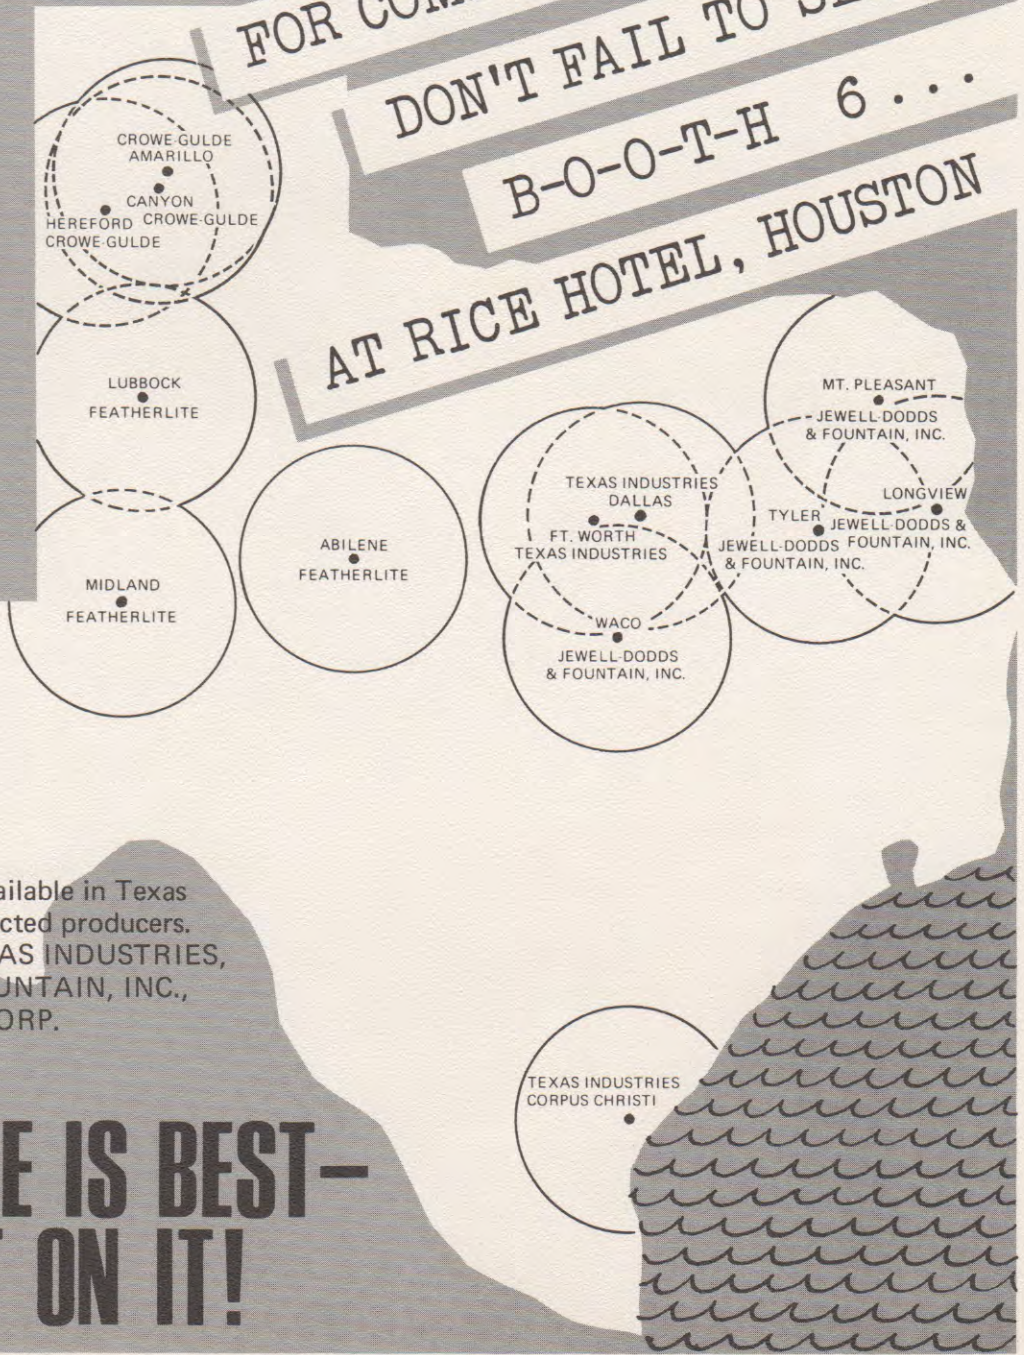 FOR
DON'T FAIL TO
B-O-O-T-H 6...
AT RICE HOTEL, HOUSTON
CROWE-GULDE
AMARILLO
CANYON
CROWE-GULDE
HEREFORD
CROWE-GULDE
LUBBOCK
FEATHERLITE
MIDLAND
FEATHERLITE
ABILENE
FEATHERLITE
TEXAS INDUSTRIES
DALLAS
FT. WORTH
TEXAS INDUSTRIES
WACO
JEWELL-DODDS
& FOUNTAIN, INC.
MT. PLEASANT
JEWELL-DODDS
& FOUNTAIN, INC.
TYLER
JEWELL-DODDS
& FOUNTAIN, INC.
LONGVIEW
JEWELL-DODDS &
FOUNTAIN, INC.
ailable in Texas
cted producers.
AS INDUSTRIES,
UNTAIN, INC.,
ORP.
TEXAS INDUSTRIES
CORPUS CHRISTI
E IS BEST—
ON IT!